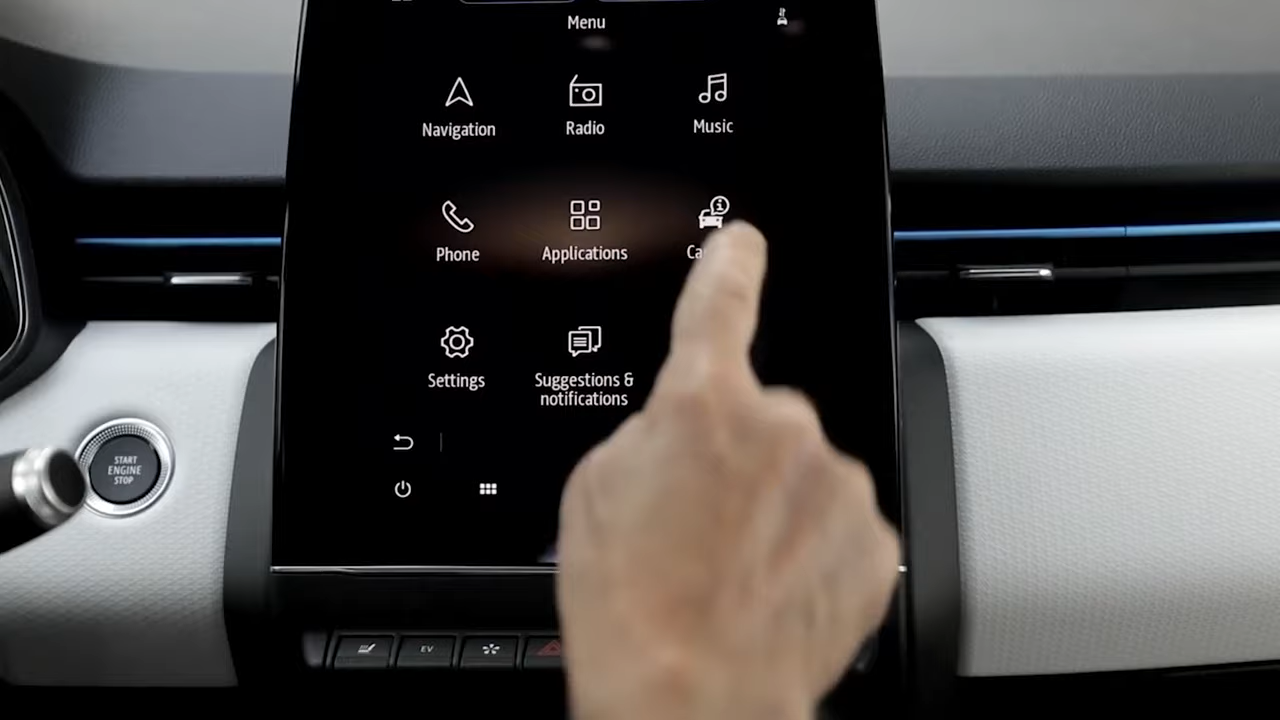 Menu
Navigation
Radio
Music
Phone
Applications
Settings
Suggestions &
notifications
START
ENGINE
STOP
EV